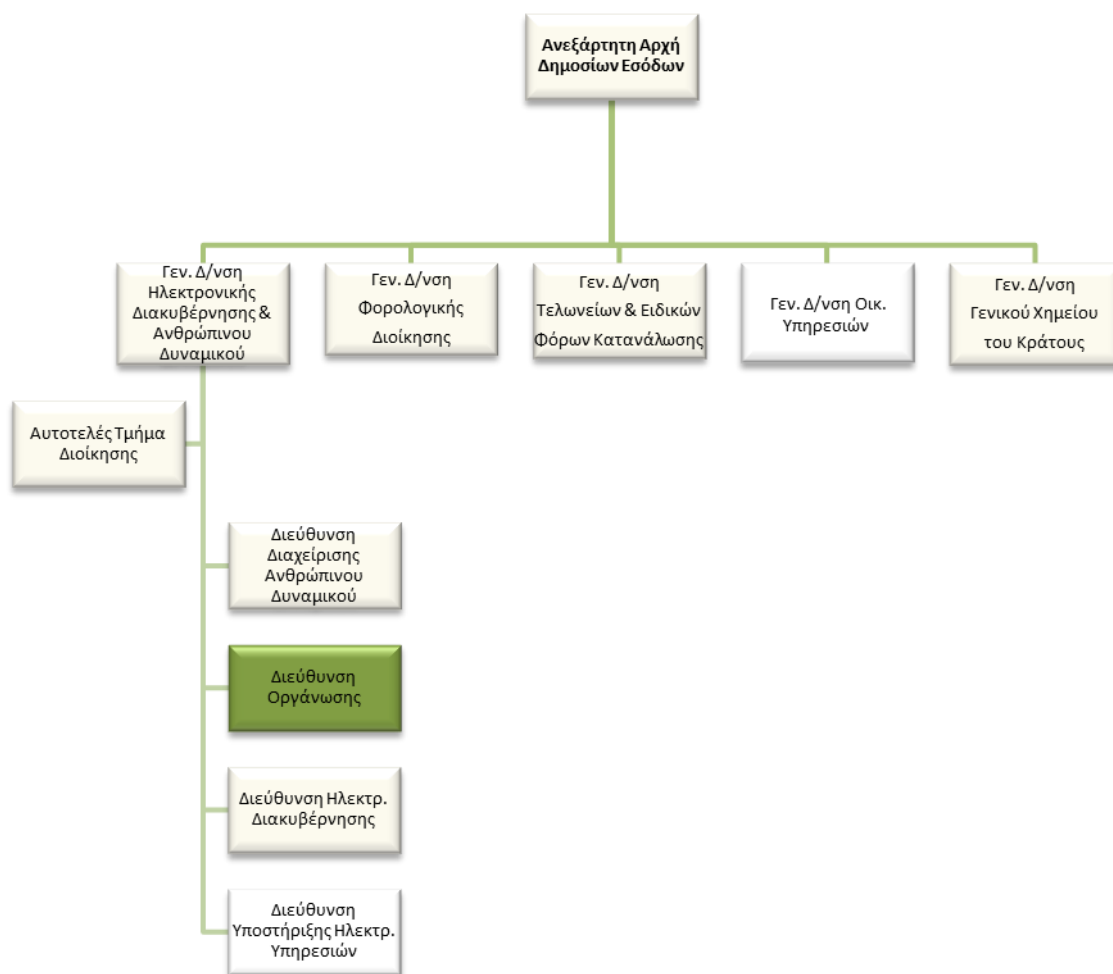 Ανεξάρτητη Αρχή
Δημοσίων Εσόδων
Γεν. Δ/νση
Ηλεκτρονικής
Διακυβέρνησης &
Ανθρώπινου
Δυναμικού
Γεν. Δ/νση
Φορολογικής
Διοίκησης
Γεν. Δ/νση
Τελωνείων & Ειδικών
Φόρων Κατανάλωσης
Γεν. Δ/νση Οικ.
Υπηρεσιών
Γεν. Δ/νση
Γενικού Χημείου
του Κράτους
Αυτοτελές Τμήμα
Διοίκησης
Διεύθυνση
Διαχείρισης
Ανθρώπινου
Δυναμικού
Διεύθυνση
Οργάνωσης
Διεύθυνση Ηλεκτρ.
Διακυβέρνησης
Διεύθυνση
Υποστήριξης Ηλεκτρ.
Υπηρεσιών